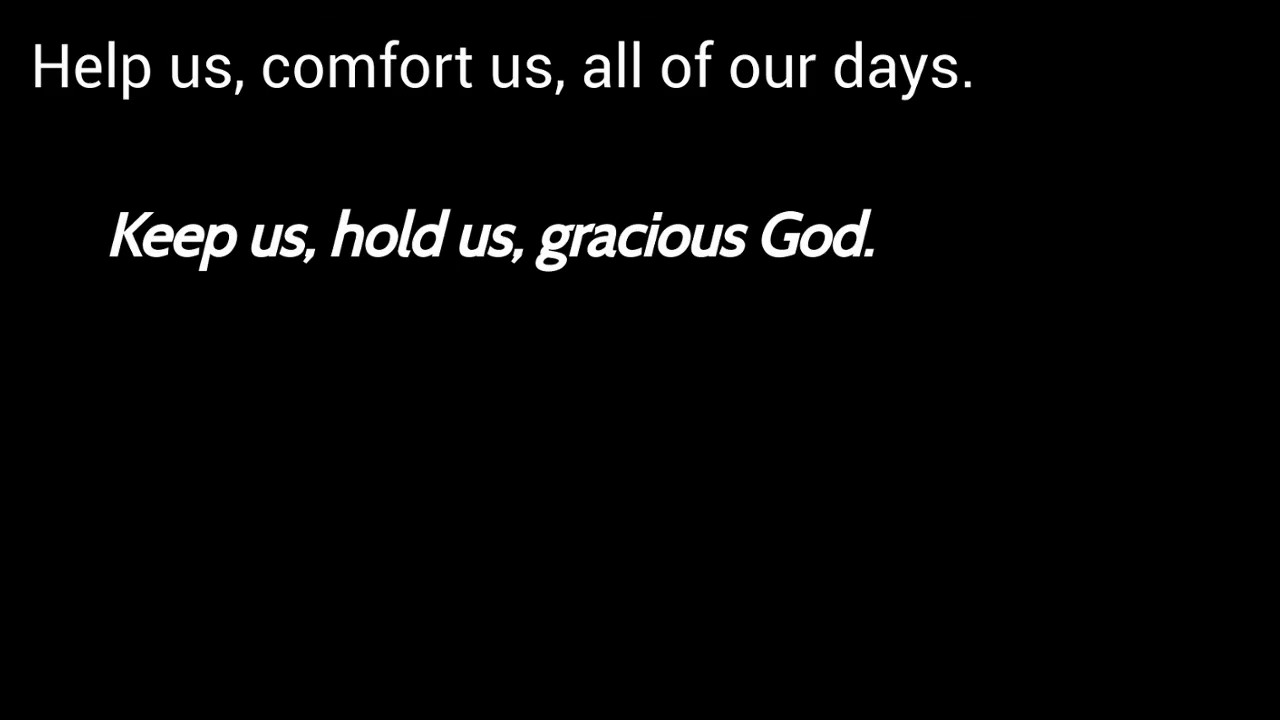 Help us, comfort us, all of our days.
Keep us, hold us, gracious God.